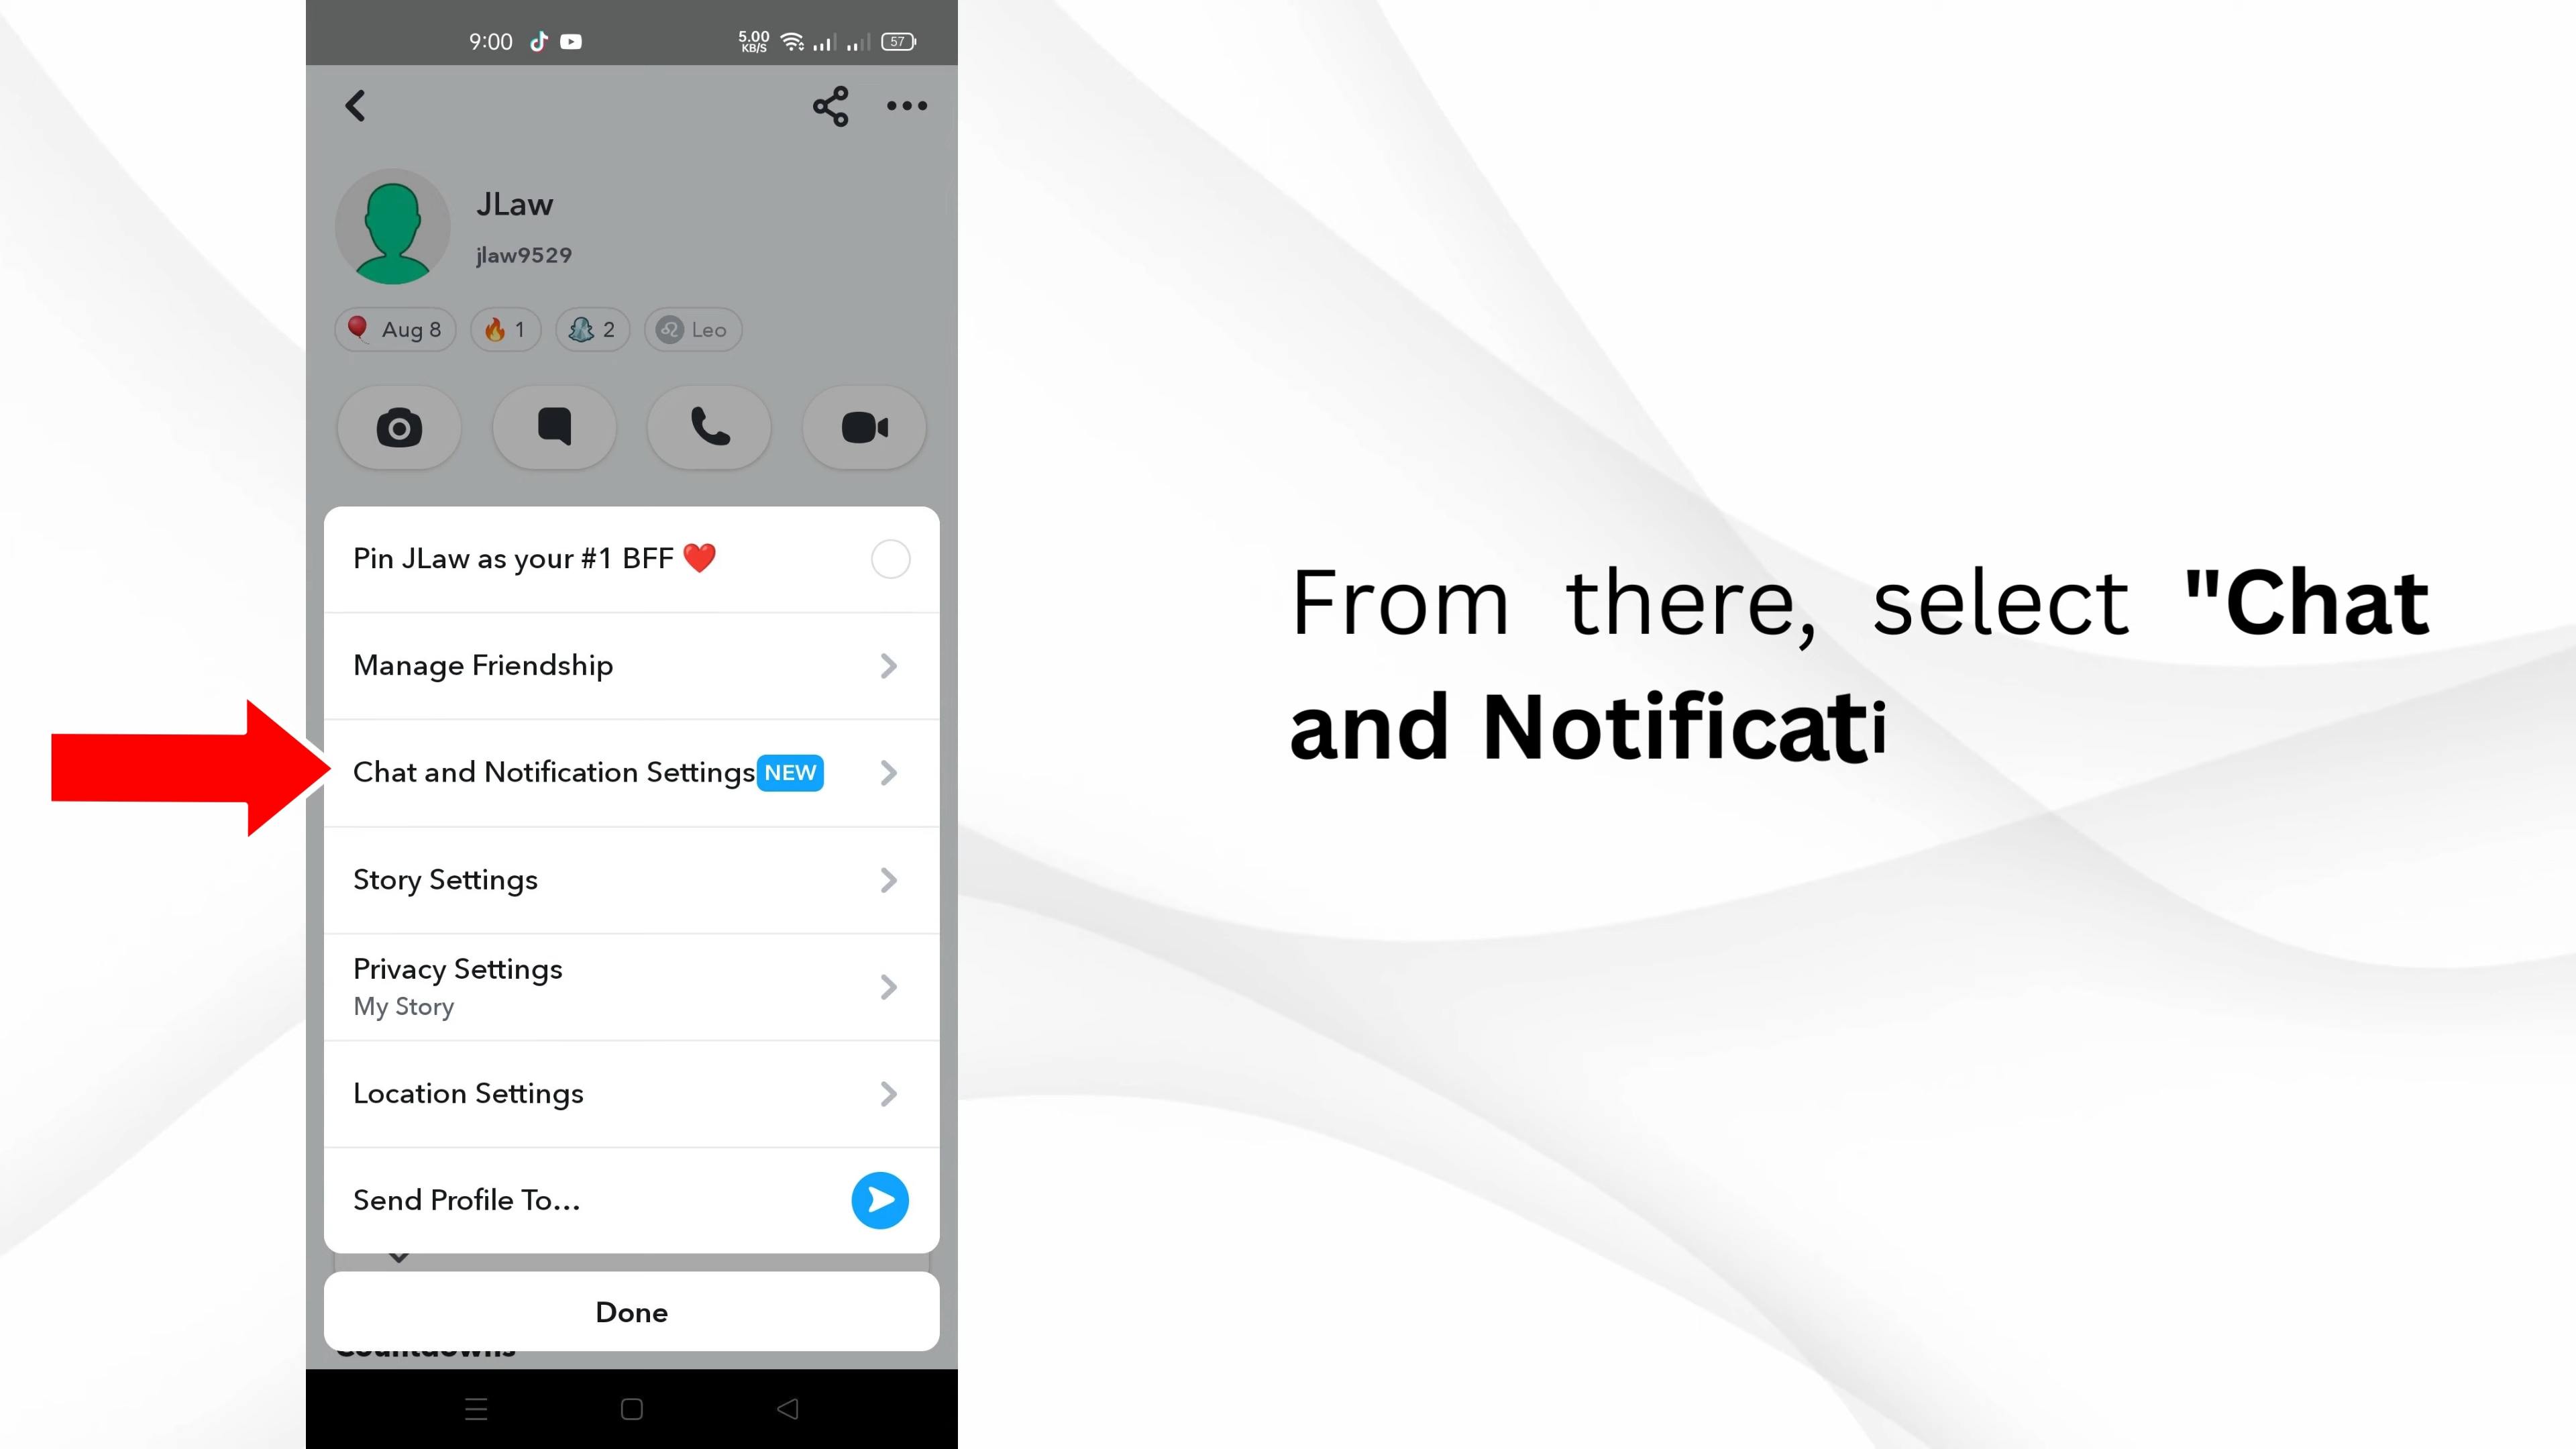 9:00
5.00
KB/S
57
JLaw
jlaw9529
Aug 8
1
2
Leo
Pin JLaw as your #1 BFF ❤️
Manage Friendship
Chat and Notification Settings NEW
Story Settings
Privacy Settings
My Story
Location Settings
Send Profile To...
Done
Countdowns
From there, select "Chat
and Notificati